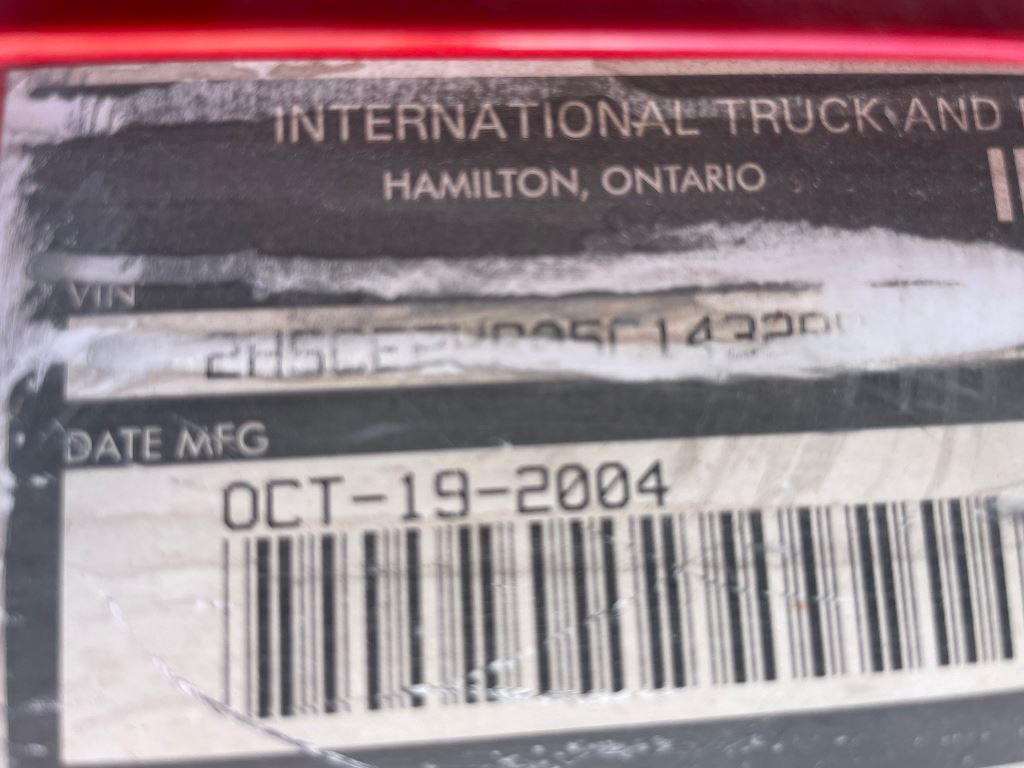 INTERNATIONAL TRUCK AND
HAMILTON, ONTARIO
VIN
DATE MFG
OCT-19-2004